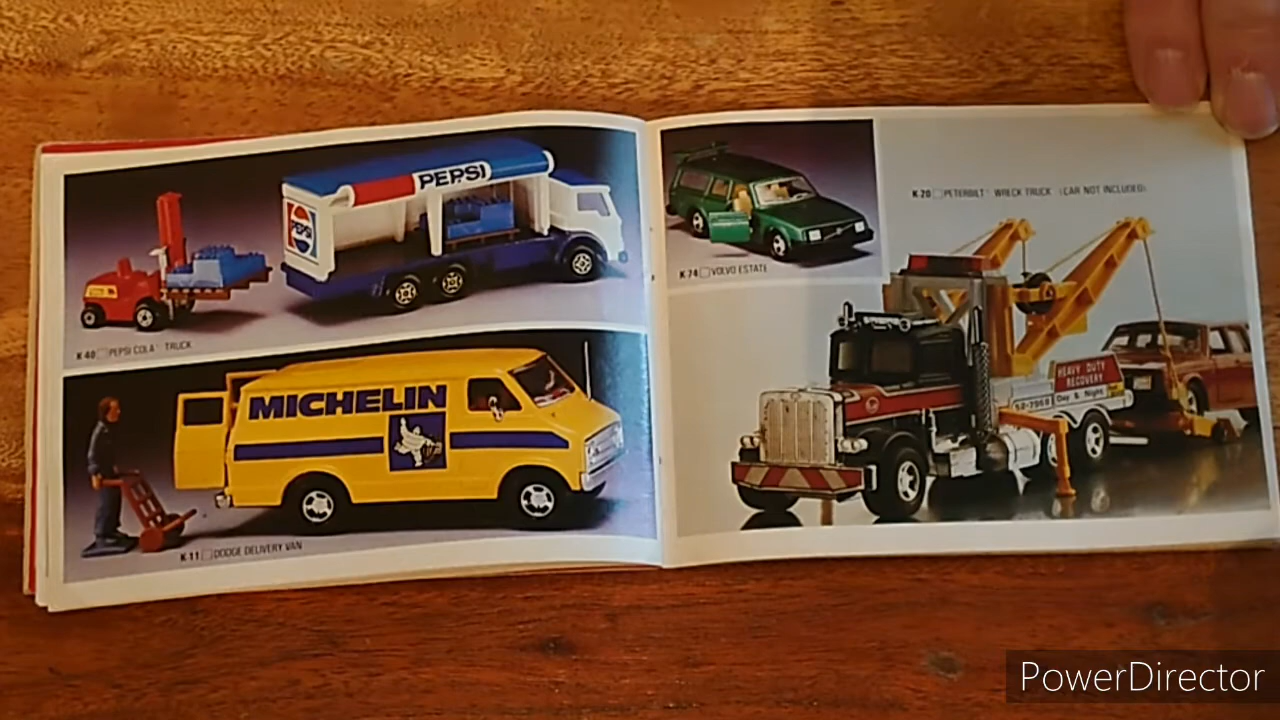 PEPSI
PEPSI
K-40 PEPSI COLA TRUCK
MICHELIN
K-11 DODGE DELIVERY VAN
K-74 VOLVO ESTATE
K-20 PETERBILT WRECK TRUCK (CAR NOT INCLUDED)
HEAVY DUTY
RECOVERY
Day & Night
PowerDirector